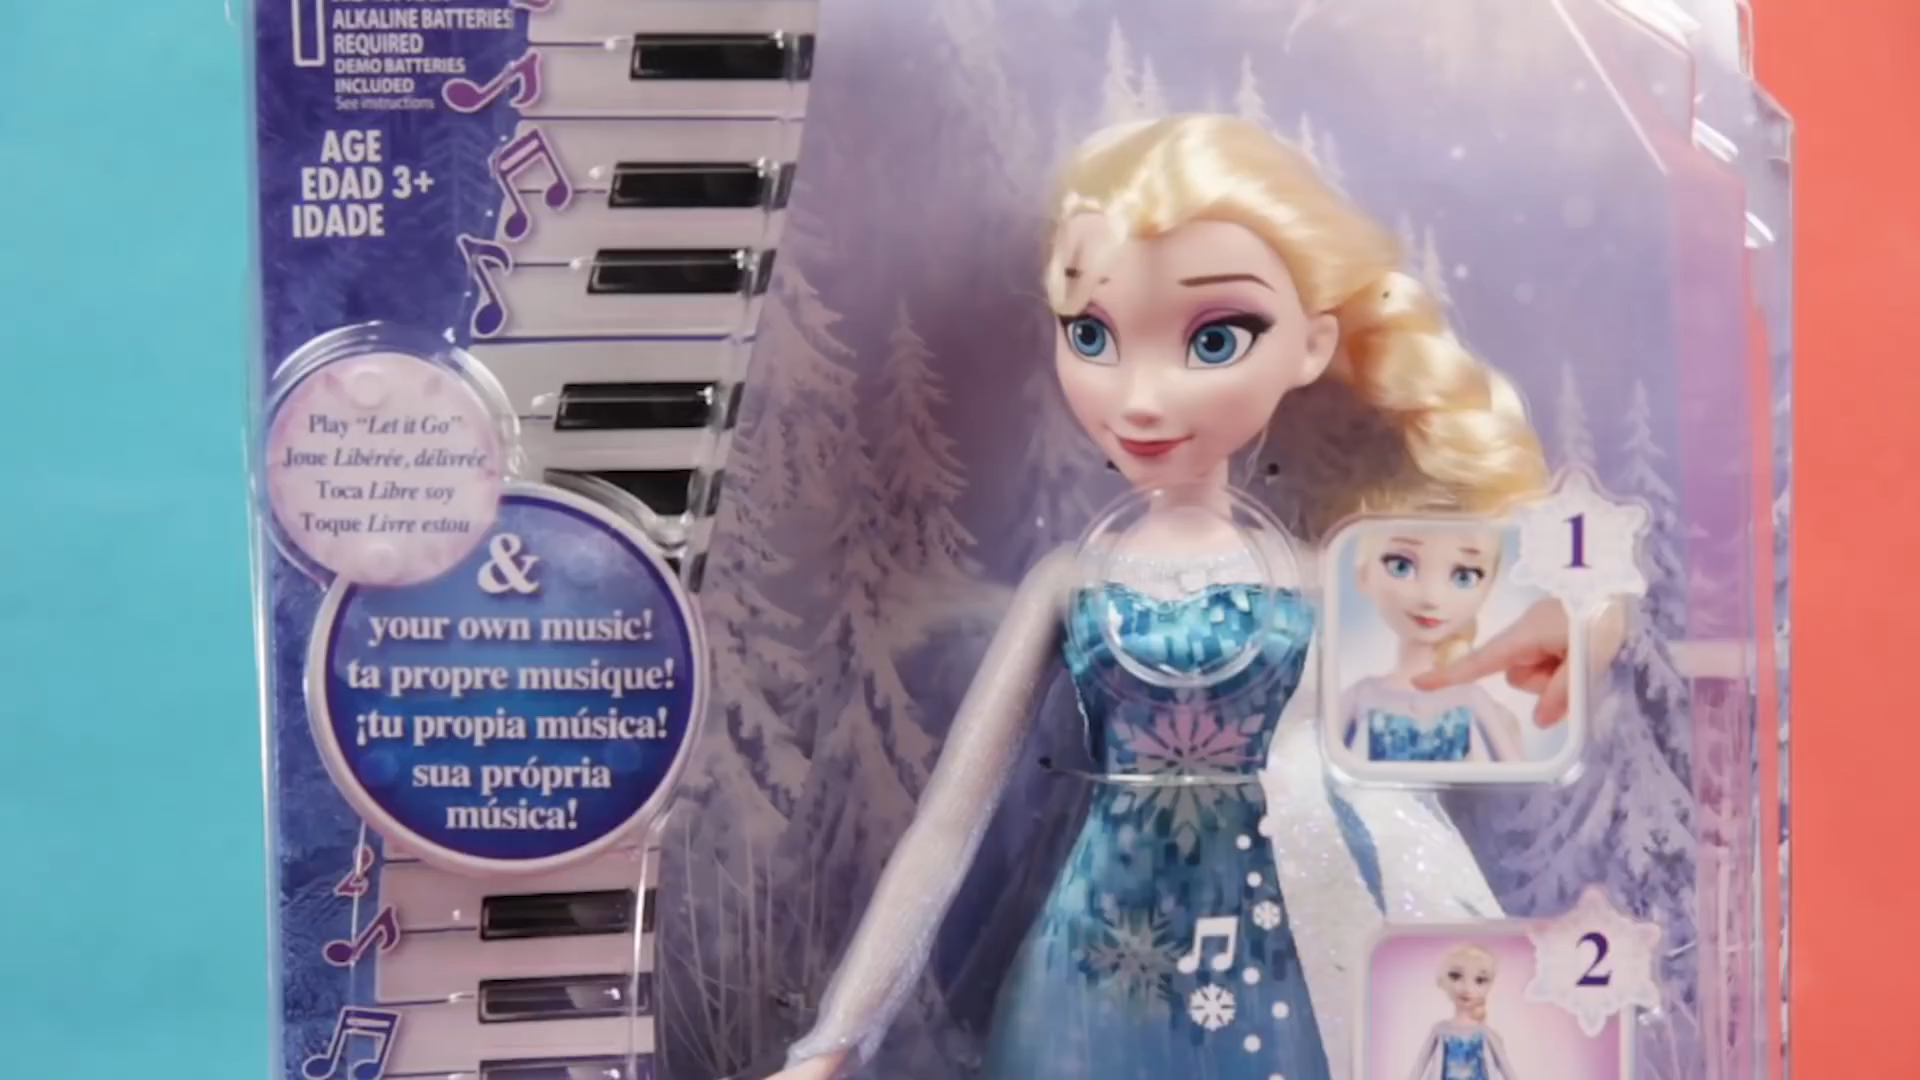 ALKALINE BATTERIES
REQUIRED
DEMO BATTERIES
INCLUDED
See instructions
AGE
EDAD 3+
IDADE
Play "Let it Go"
Joue Libérée, délivrée
Toca Libre soy
Toque Livre estou
&
your own music!
ta propre musique!
¡tu propia música!
sua própria
música!
1
2